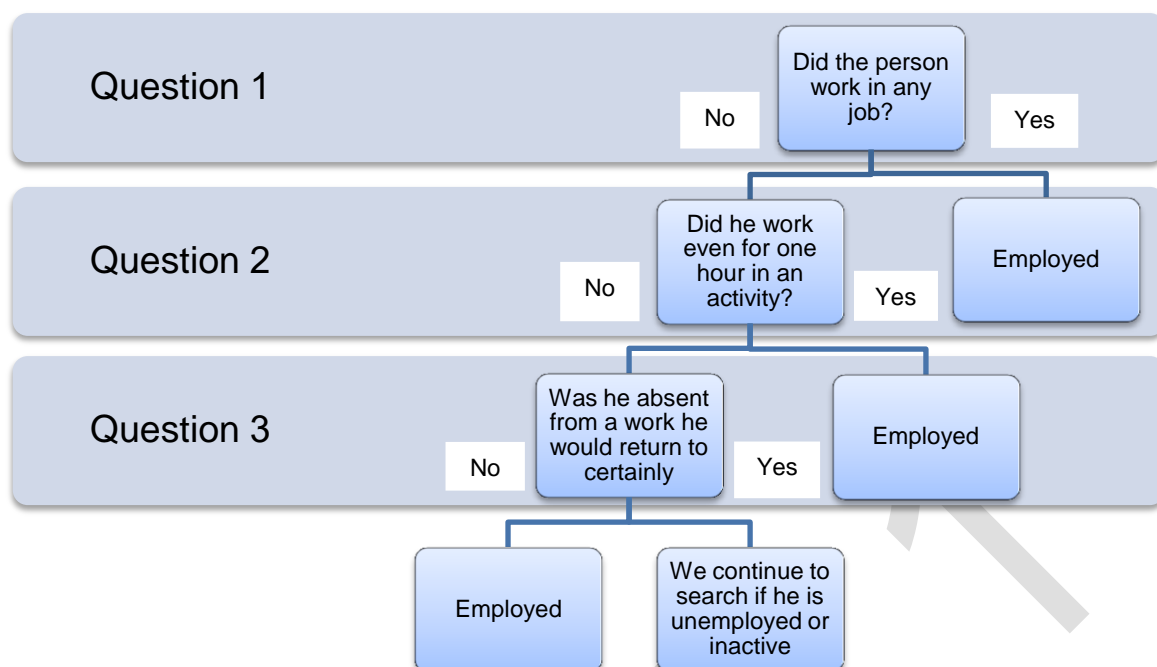 Question 1
Did the person
work in any
job?
No
Yes
Question 2
Did he work
even for one
hour in an
activity?
No
Yes
Employed
Question 3
Was he absent
from a work he
would return to
certainly
No
Yes
Employed
Employed
We continue to
search if he is
unemployed or
inactive